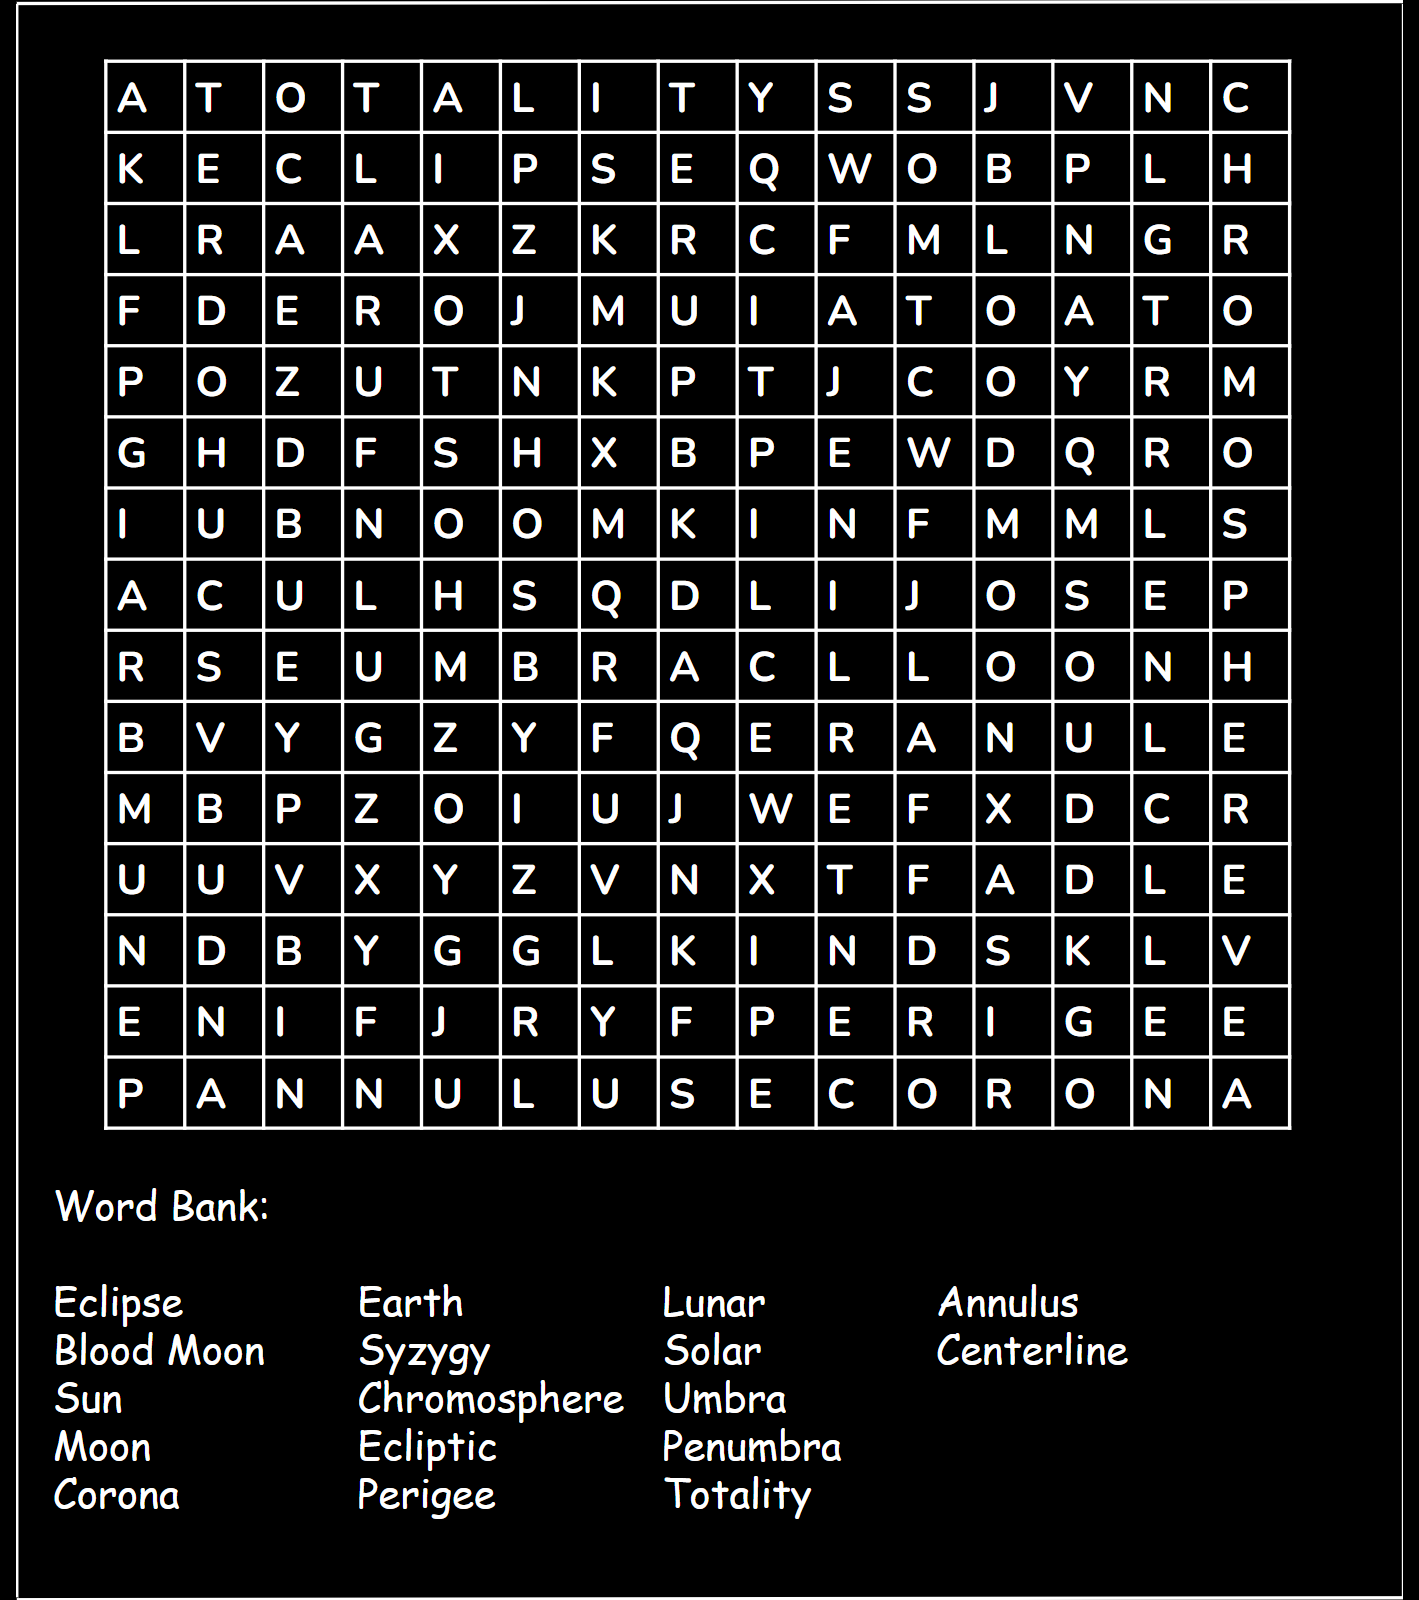 A T O T A L I T Y S S J V N C
K E C L I P S E Q W O B P L H
L R A A X Z K R C F M L N G R
F D E R O J M U I A T O A T O
P O Z U T N K P T J C O Y R M
G H D F S H X B P E W D Q R O
I U B N O O M K I N F M M L S
A C U L H S Q D L I J O S E P
R S E U M B R A C L L O O N H
B V Y G Z Y F Q E R A N U L E
M B P Z O I U J W E F X D C R
U U V X Y Z V N X T F A D L E
N D B Y G G L K I N D S K L V
E N I F J R Y F P E R I G E E
P A N N U L U S E C O R O N A
Word Bank:
Eclipse Earth Lunar Annulus
Blood Moon Syzygy Solar Centerline
Sun Chromosphere Umbra
Moon Ecliptic Penumbra
Corona Perigee Totality